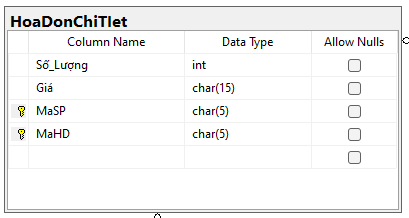 HoaDonChiTIet
Column Name Data Type Allow Nulls
Số_Lượng int
Giá char(15)
MaSP char(5)
MaHD char(5)